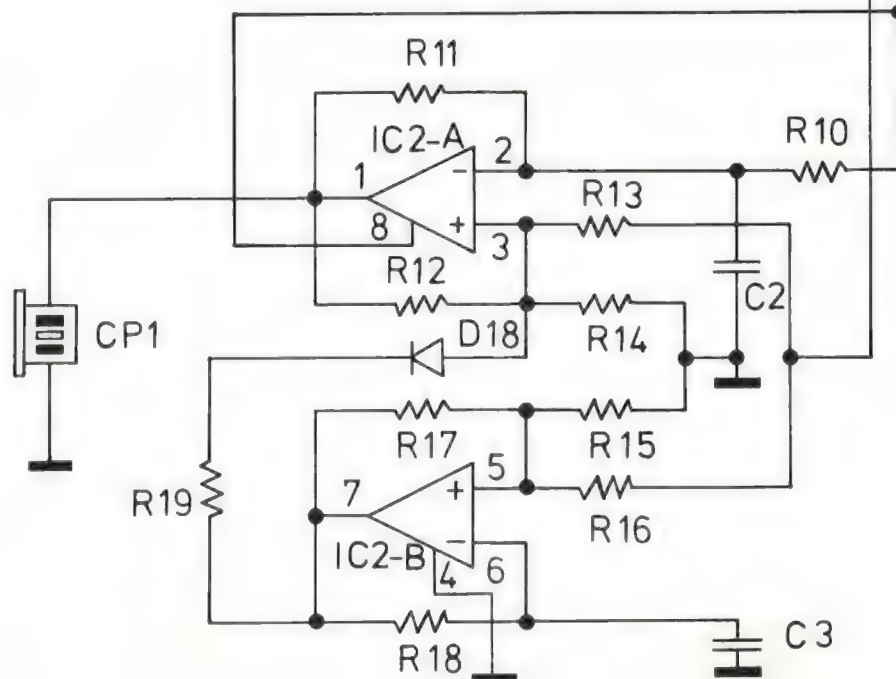 R11
IC2-A
R10
1
2
-
R13
8
+
3
R12
C2
CP1
D18
R14
R17
R15
R19
7
5
+
R16
IC2-B
-
4
6
R18
C3